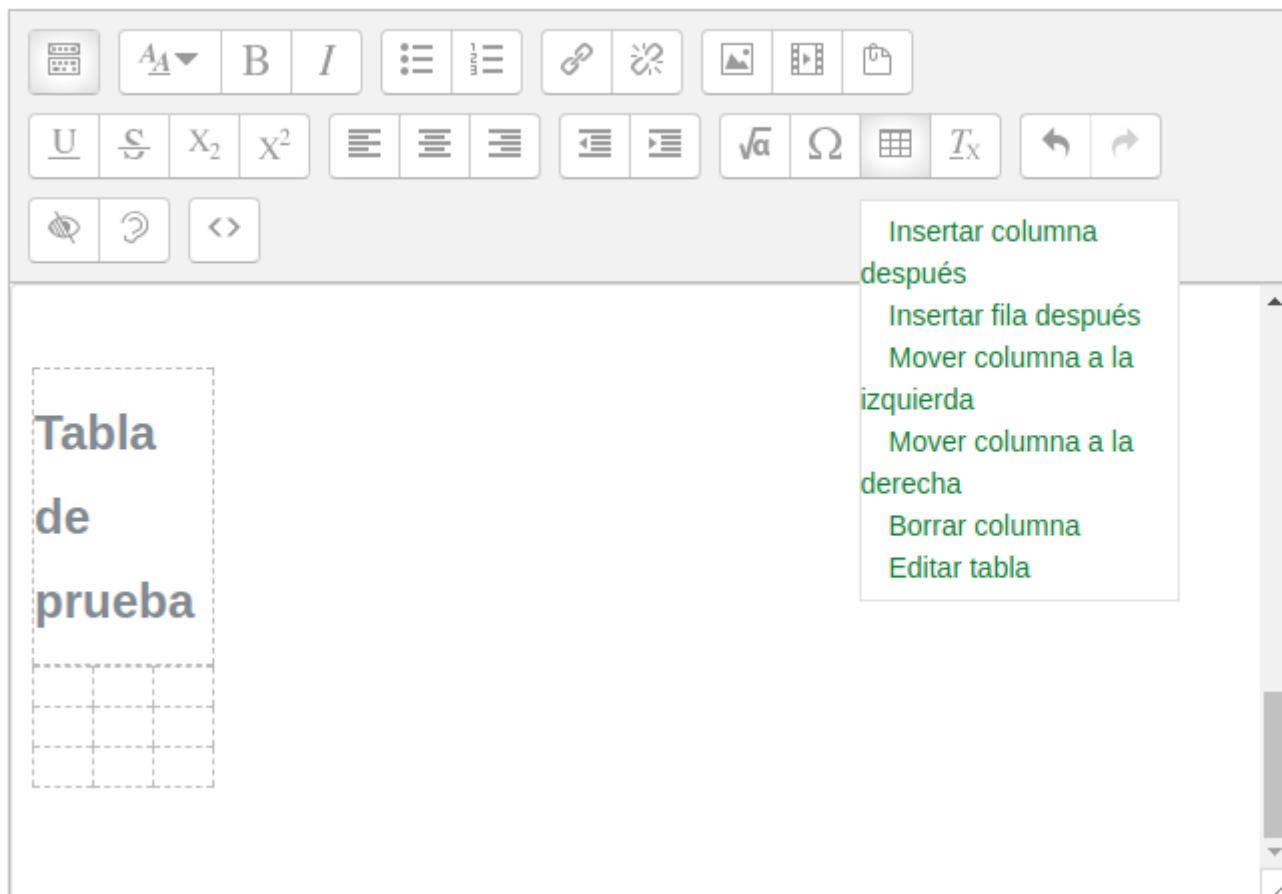 Insertar columna
después
Insertar fila después
Mover columna a la
izquierda
Mover columna a la
derecha
Borrar columna
Editar tabla
Tabla
de
prueba